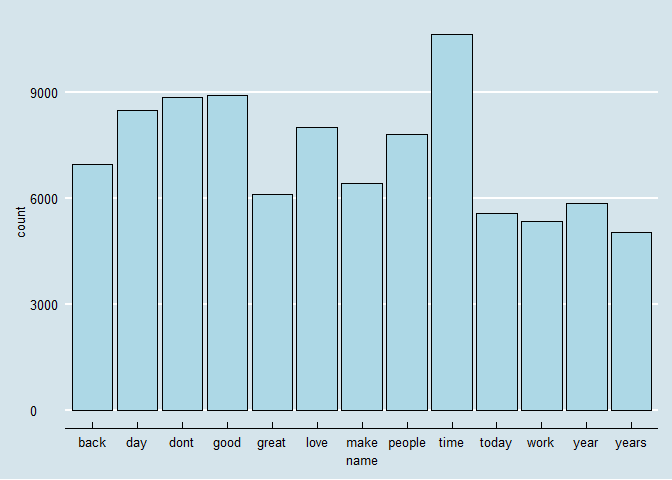 9000
6000
3000
0
count
back day dont good great love make people time today work year years
name